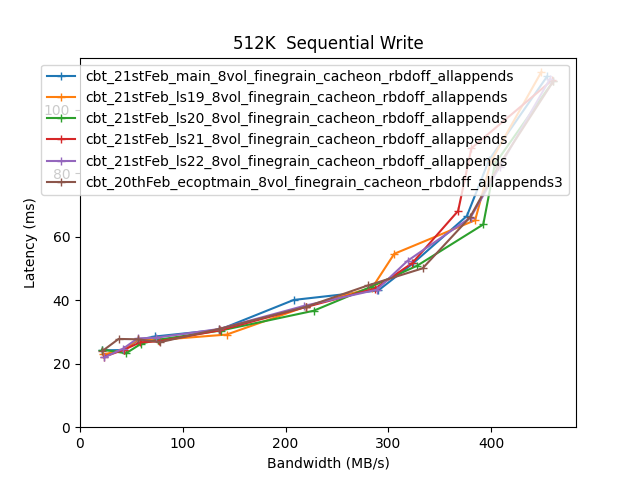 512K  Sequential Write
cbt_21stFeb_main_8vol_finegrain_cacheon_rbdoff_allappends
cbt_21stFeb_ls19_8vol_finegrain_cacheon_rbdoff_allappends
cbt_21stFeb_ls20_8vol_finegrain_cacheon_rbdoff_allappends
cbt_21stFeb_ls21_8vol_finegrain_cacheon_rbdoff_allappends
cbt_21stFeb_ls22_8vol_finegrain_cacheon_rbdoff_allappends
cbt_20thFeb_ecoptmain_8vol_finegrain_cacheon_rbdoff_allappends3
100
80
60
40
20
0
Latency (ms)
0 100 200 300 400
Bandwidth (MB/s)